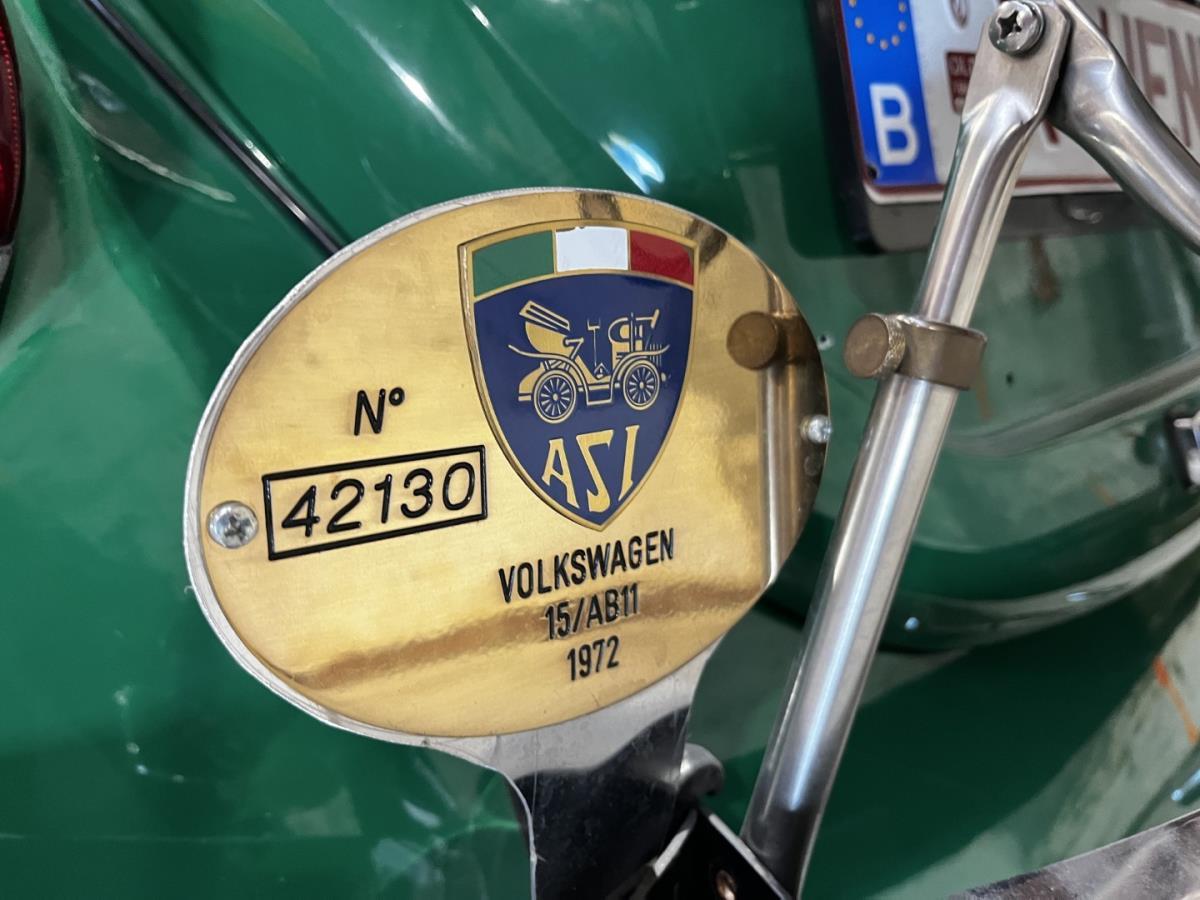 B
ASI
N°
42130
VOLKSWAGEN
15/AB11
1972